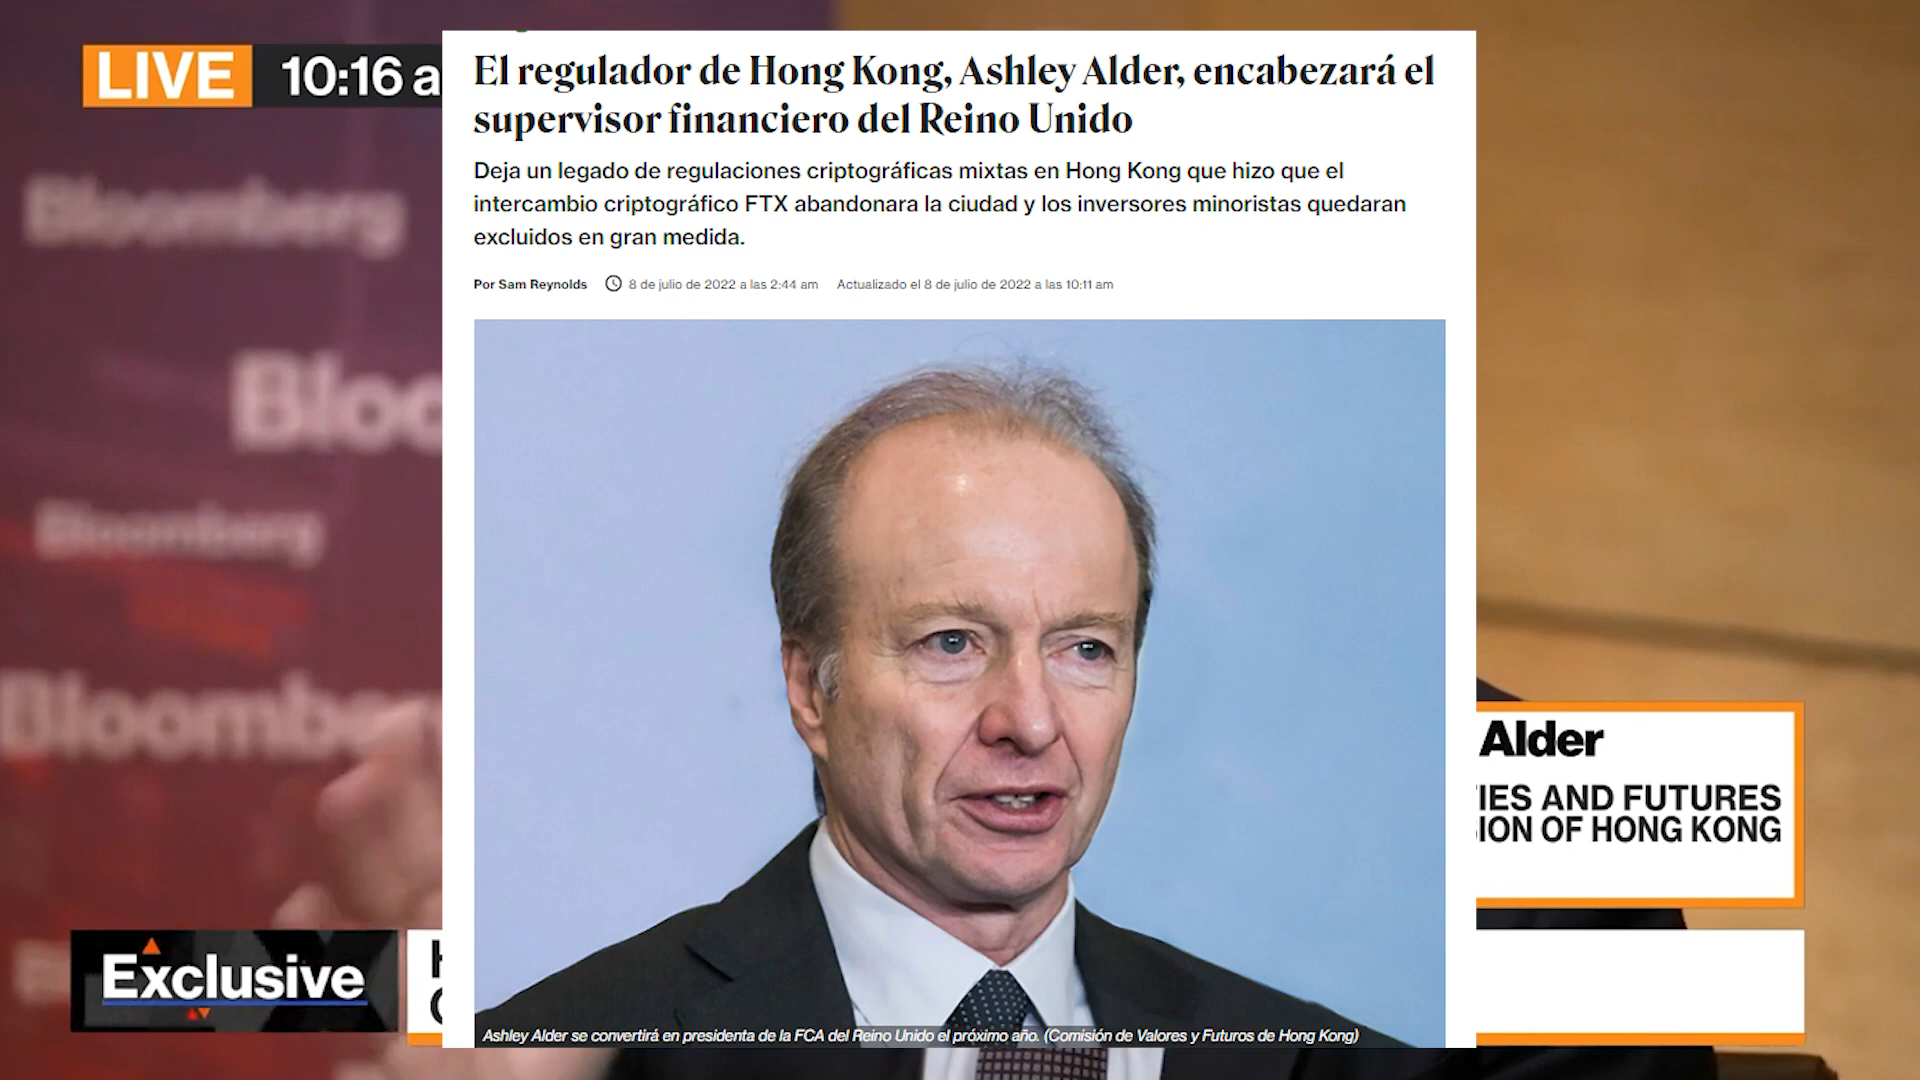 LIVE 10:16 a
El regulador de Hong Kong, Ashley Alder, encabezará el
supervisor financiero del Reino Unido
Deja un legado de regulaciones criptográficas mixtas en Hong Kong que hizo que el
intercambio criptográfico FTX abandonara la ciudad y los inversores minoristas quedaran
excluidos en gran medida.
Por Sam Reynolds 8 de julio de 2022 a las 2:44 am Actualizado el 8 de julio de 2022 a las 10:11 am
Bloomberg
Bloo
Bloomberg
Bloomberg
Alder
IES AND FUTURES
ION OF HONG KONG
Exclusive
Ashley Alder se convertirá en presidenta de la FCA del Reino Unido el próximo año. (Comisión de Valores y Futuros de Hong Kong)